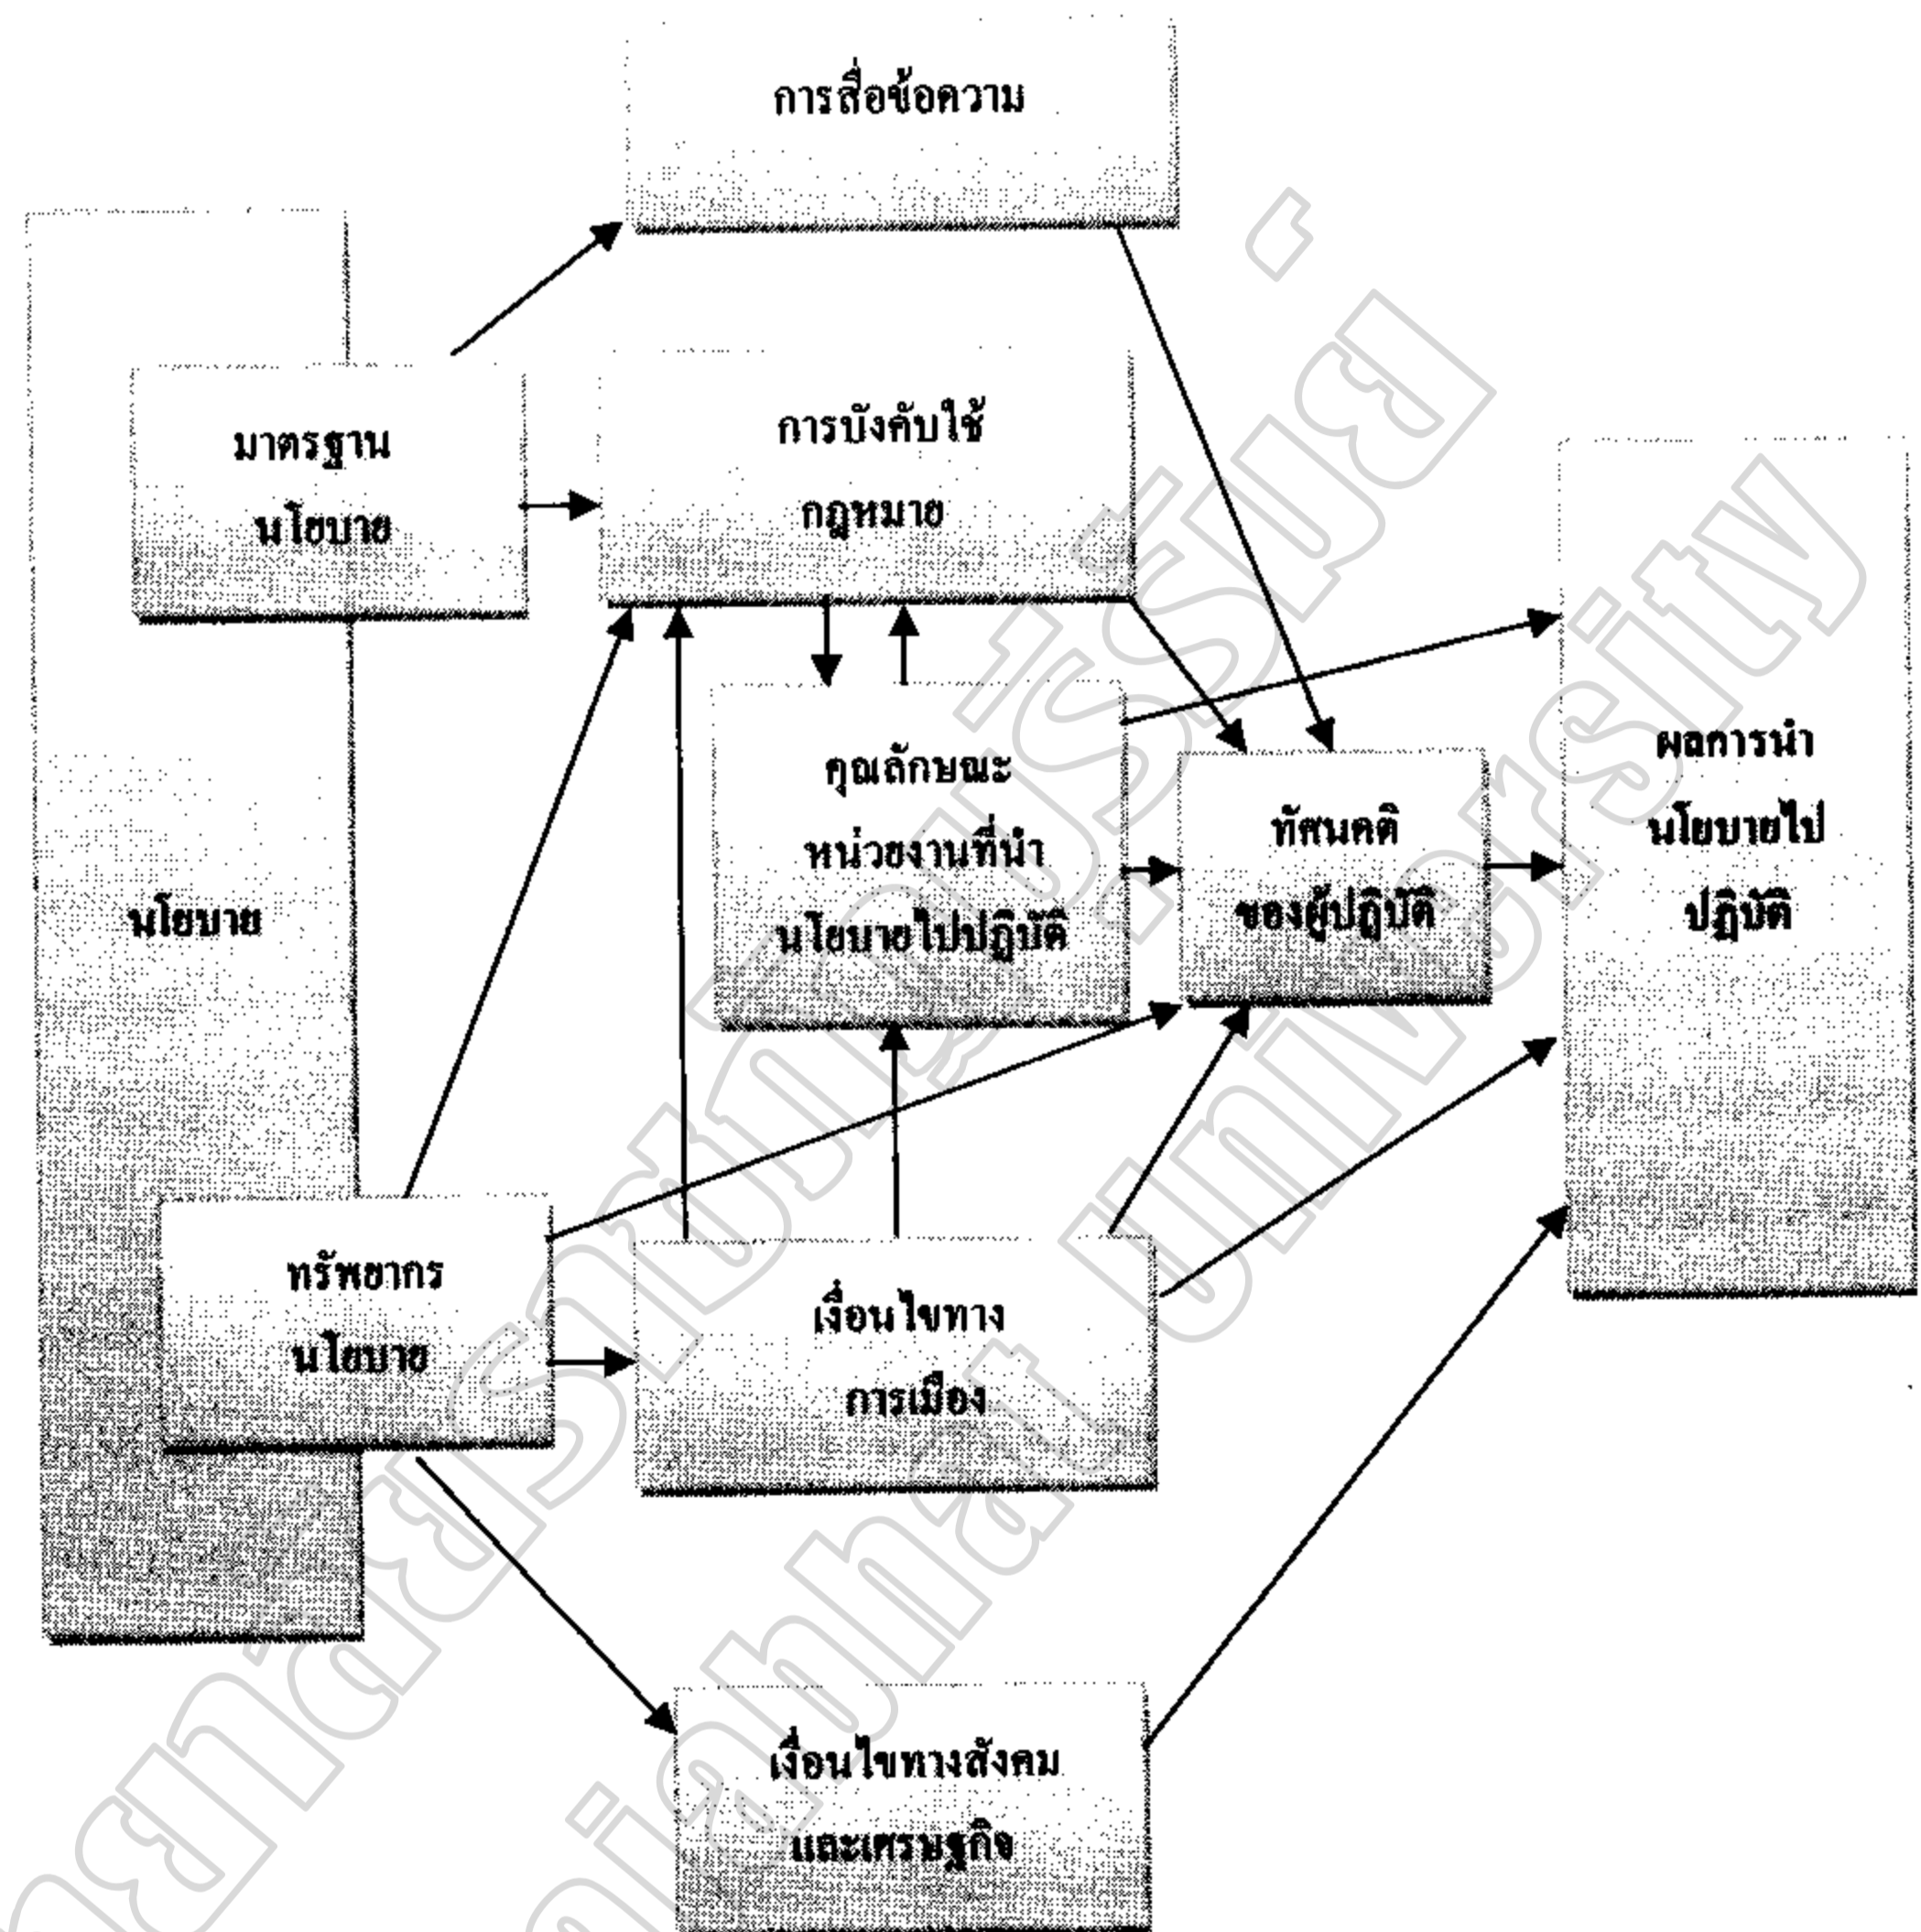 การสื่อข้อความ
มาตรฐาน
นโยบาย
การบังคับใช้
กฎหมาย
นโยบาย
คุณลักษณะ
หน่วยงานที่นำ
นโยบายไปปฏิบัติ
ทัศนคติ
ของผู้ปฏิบัติ
ผลการนำ
นโยบายไป
ปฏิบัติ
ทรัพยากร
นโยบาย
เงื่อนไขทาง
การเมือง
เงื่อนไขทางสังคม
และเศรษฐกิจ
University